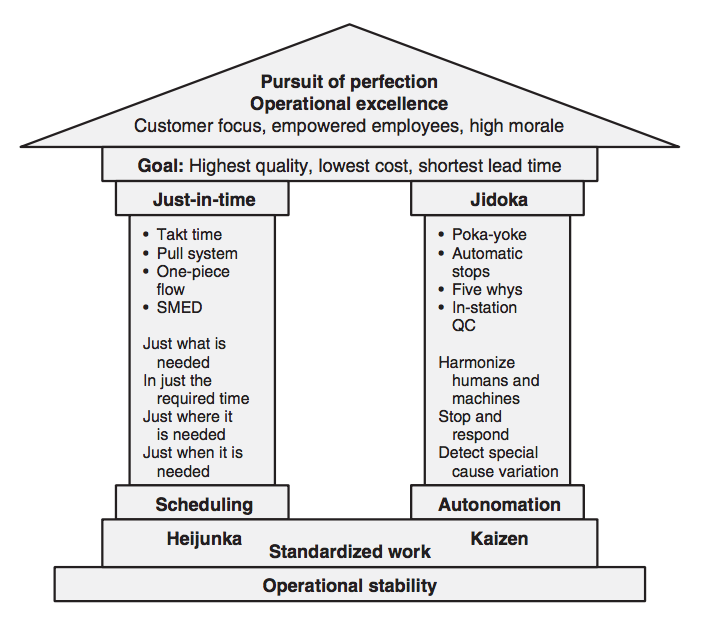 Pursuit of perfection
Operational excellence
Customer focus, empowered employees, high morale
Goal: Highest quality, lowest cost, shortest lead time
Just-in-time
• Takt time
• Pull system
• One-piece
flow
• SMED
Just what is
needed
In just the
required time
Just where it
is needed
Just when it is
needed
Scheduling
Jidoka
• Poka-yoke
• Automatic
stops
• Five whys
• In-station
QC
Harmonize
humans and
machines
Stop and
respond
Detect special
cause variation
Autonomation
Heijunka
Kaizen
Standardized work
Operational stability